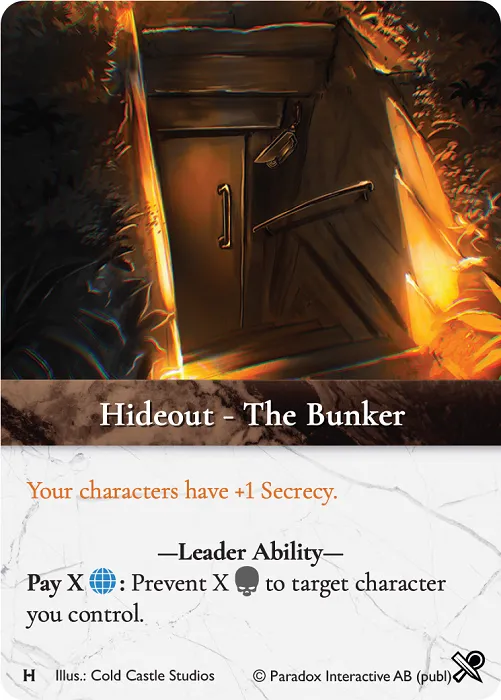 Hideout - The Bunker
Your characters have +1 Secrecy.
—Leader Ability—
Pay X : Prevent X to target character
you control.
H Illus.: Cold Castle Studios © Paradox Interactive AB (publ)